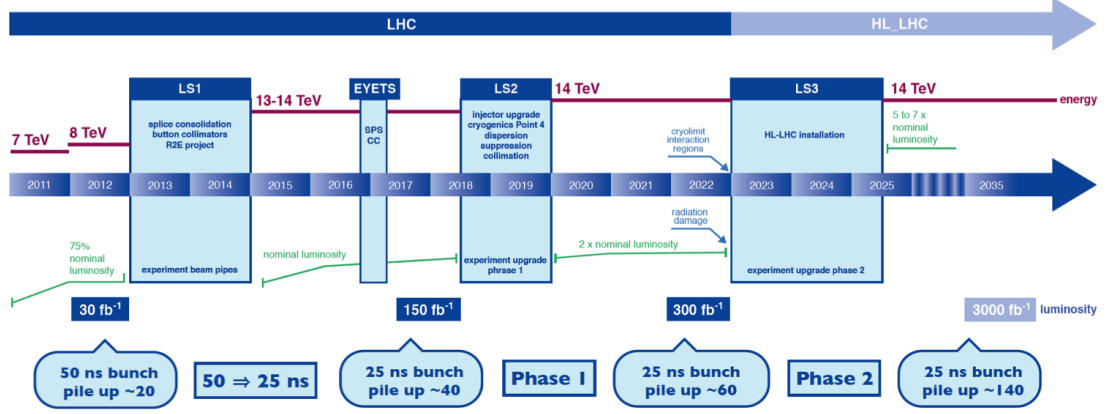 LHC
HL_LHC
LS1
EYETS
LS2
14 TeV
LS3
14 TeV
energy
13-14 TeV
7 TeV
8 TeV
splice consolidation
button collimators
R2E project
SPS
CC
injector upgrade
cryogenics Point 4
dispersion
suppression
collimation
cryolimit
interaction
regions
HL-LHC installation
5 to 7 x
nominal
luminosity
2011 2012 2013 2014 2015 2016 2017 2018 2019 2020 2021 2022 2023 2024 2025 2035
75%
nominal
luminosity
experiment beam pipes
nominal luminosity
experiment upgrade
phrase 1
2 x nominal luminosity
radiation
damage
experiment upgrade phase 2
30 fb-1
150 fb-1
300 fb-1
3000 fb-1
luminosity
50 ns bunch
pile up ~20
50 ⇒ 25 ns
25 ns bunch
pile up ~40
Phase 1
25 ns bunch
pile up ~60
Phase 2
25 ns bunch
pile up ~140